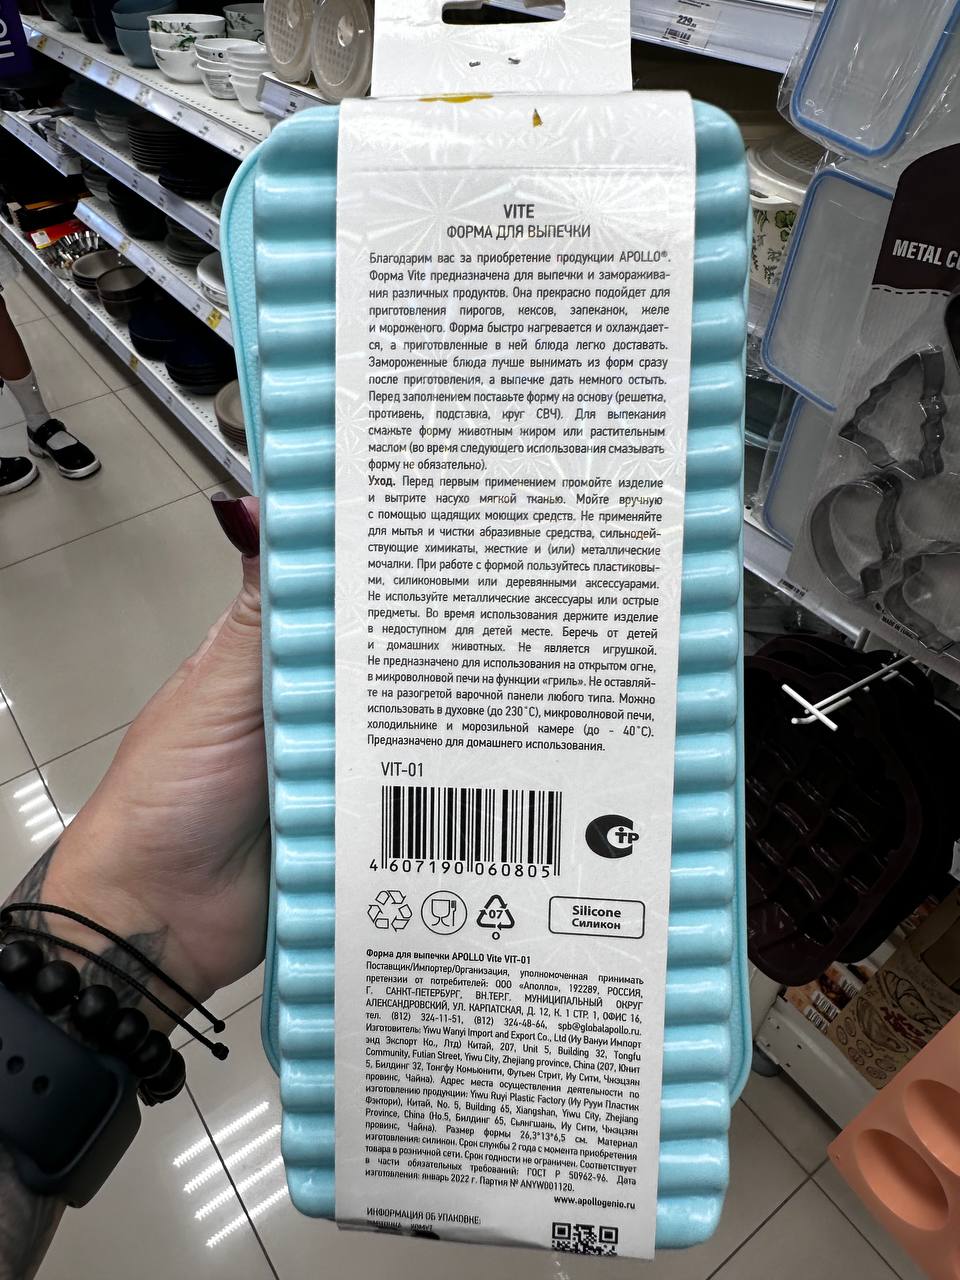 229
METAL CO
VITE
ФОРМА ДЛЯ ВЫПЕЧКИ
Благодарим вас за приобретение продукции APOLLO®.
Форма Vite предназначена для выпечки и заморажива-
ния различных продуктов. Она прекрасно подойдет для
приготовления пирогов, кексов, запеканок, желе
и мороженого. Форма быстро нагревается и охлаждает-
ся, а приготовленные в ней блюда легко доставать.
Замороженные блюда лучше вынимать из форм сразу
после приготовления, а выпечке дать немного остыть.
Перед заполнением поставьте форму на основу (решетка,
противень, подставка, круг СВЧ). Для выпекания
смажьте форму животным жиром или растительным
маслом (во время следующего использования смазывать
форму не обязательно).
Уход. Перед первым применением промойте изделие
и вытрите насухо мягкой тканью. Мойте вручную
с помощью щадящих моющих средств. Не применяйте
для мытья и чистки абразивные средства, сильнодей-
ствующие химикаты, жесткие и (или) металлические
мочалки. При работе с формой пользуйтесь пластиковы-
ми, силиконовыми или деревянными аксессуарами.
Не используйте металлические аксессуары или острые
предметы. Во время использования держите изделие
в недоступном для детей месте. Беречь от детей
и домашних животных. Не является игрушкой.
Не предназначено для использования на открытом огне,
в микроволновой печи на функции «гриль». Не оставляй-
те на разогретой варочной панели любого типа. Можно
использовать в духовке (до 230˚С), микроволновой печи,
холодильнике и морозильной камере (до - 40˚С).
Предназначено для домашнего использования.
VIT-01
4 607190 060805
СТР
07
O
Silicone
Силикон
Форма для выпечки APOLLO Vite VIT-01
Поставщик/Импортер/Организация, уполномоченная принимать
претензии от потребителей: ООО «Аполло», 192289, РОССИЯ,
Г. САНКТ-ПЕТЕРБУРГ, ВН.ТЕР.Г. МУНИЦИПАЛЬНЫЙ ОКРУГ
АЛЕКСАНДРОВСКИЙ, УЛ. КАРПАТСКАЯ, Д. 12, К. 1 СТР. 1, ОФИС 16,
тел. (812) 324-11-51, (812) 324-48-64, spb@globalapollo.ru.
Изготовитель: Yiwu Wanyi Import and Export Co., Ltd (Иу Вануи Импорт
энд Экспорт Ко., Лтд) Китай, 207, Unit 5, Building 32, Tongfu
Community, Futian Street, Yiwu City, Zhejiang province, China (207, Юнит
5, Билдинг 32, Тонгфу Комьюнити, Футьен Стрит, Иу Сити, Чжэцзян
провинс, Чайна). Адрес места осуществления деятельности по
изготовлению продукции: Yiwu Ruyi Plastic Factory (Иу Рууи Пластик
Фэктори), Китай, No. 5, Building 65, Xiangshan, Yiwu City, Zhejiang
Province, China (Но.5, Билдинг 65, Сьянгшань, Иу Сити, Чжэцзян
провинс, Чайна). Размер формы 26,3*13*6,5 см. Материал
изготовления: силикон. Срок службы 2 года с момента приобретения
товара в розничной сети. Срок годности не ограничен. Соответствует
в части обязательных требований: ГОСТ Р 50962-96. Дата
изготовления: январь 2022 г. Партия № ANYW001120.
www.apollogenio.ru
ИНФОРМАЦИЯ ОБ УПАКОВКЕ: